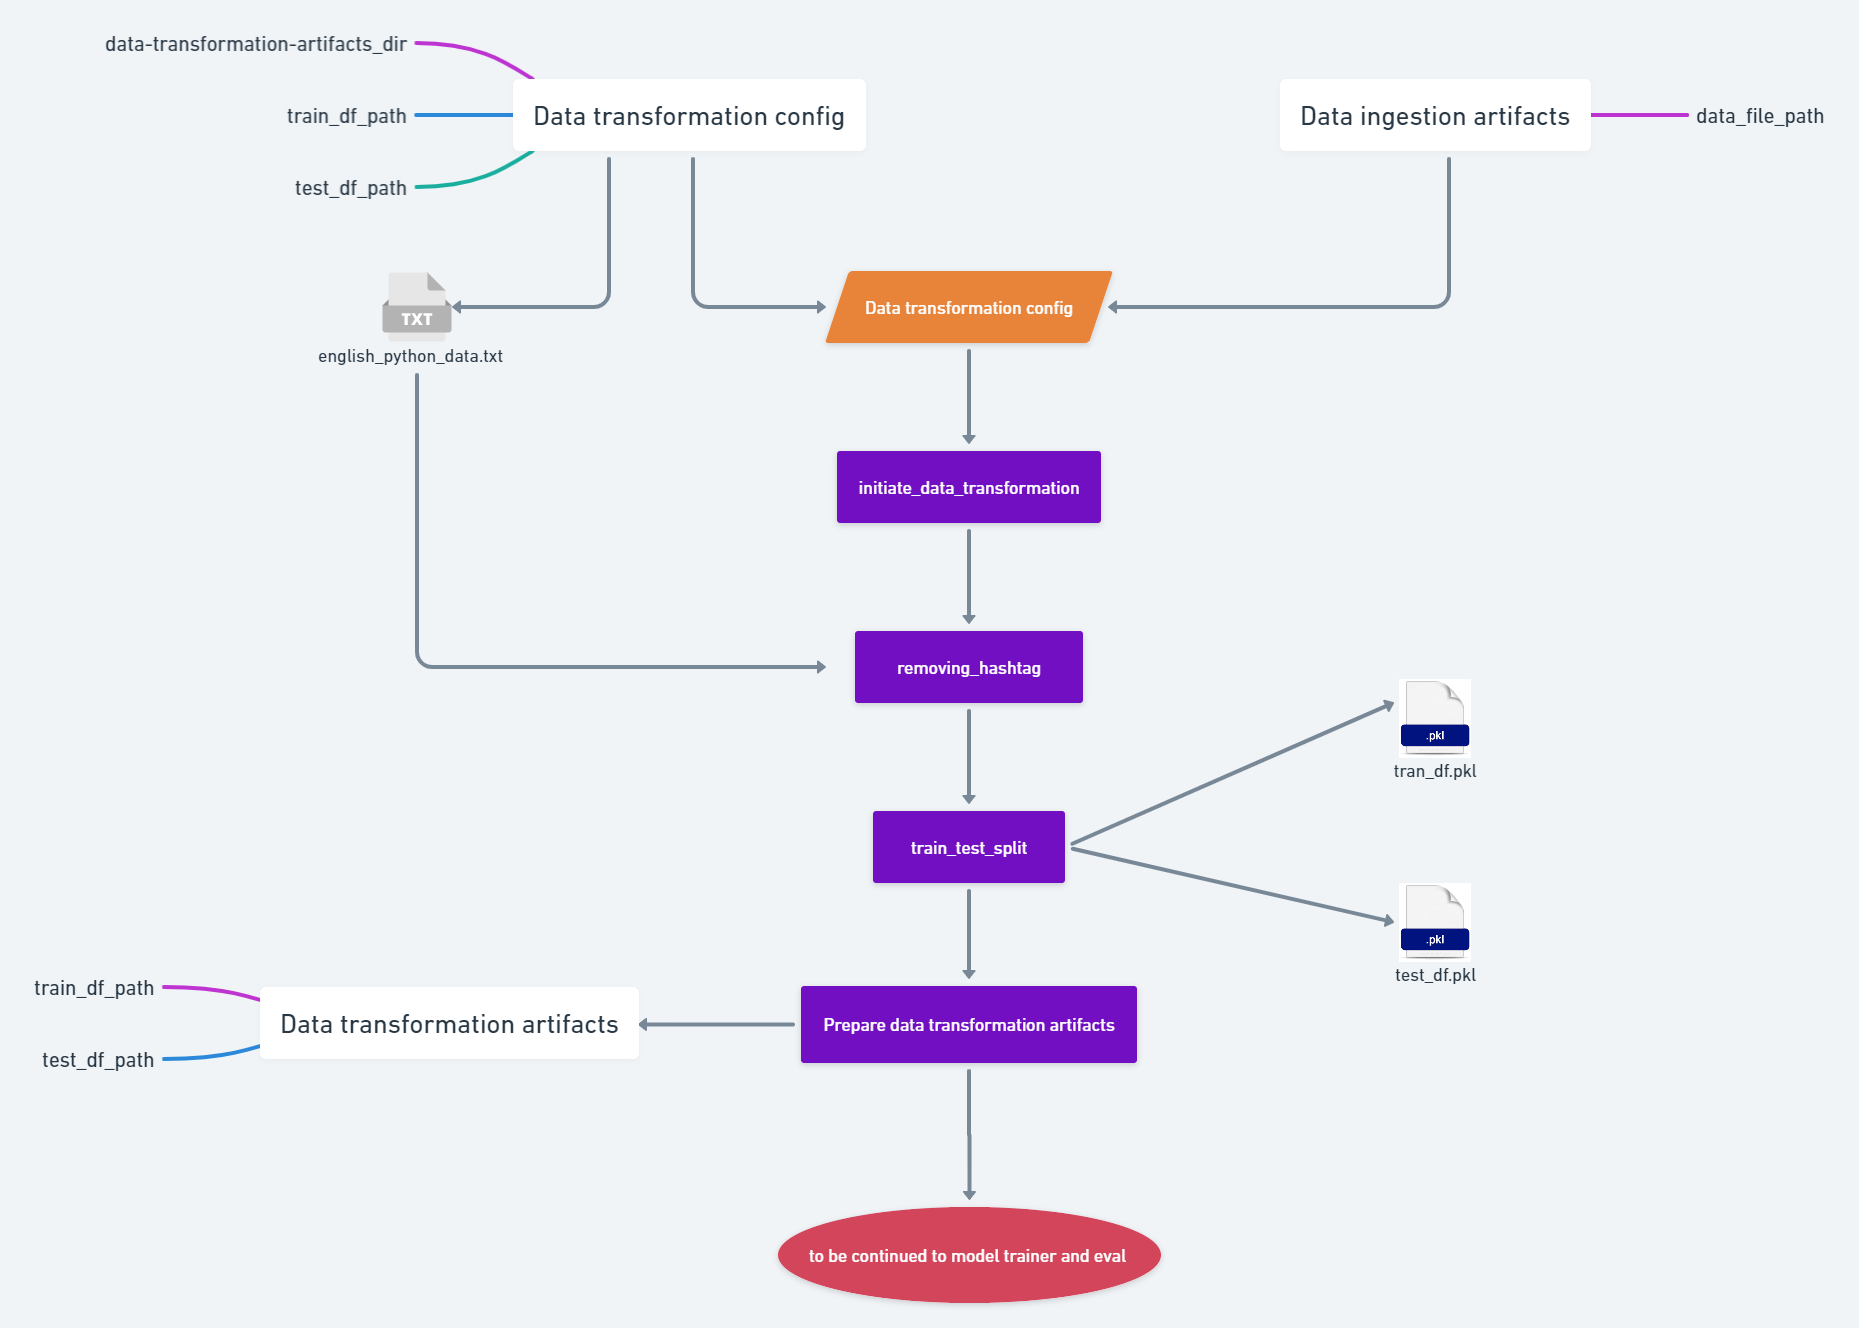 data-transformation-artifacts_dir
train_df_path
test_df_path
Data transformation config
Data ingestion artifacts
data_file_path
TXT
english_python_data.txt
Data transformation config
initiate_data_transformation
removing_hashtag
.pkl
tran_df.pkl
train_test_split
.pkl
test_df.pkl
train_df_path
test_df_path
Data transformation artifacts
Prepare data transformation artifacts
to be continued to model trainer and eval